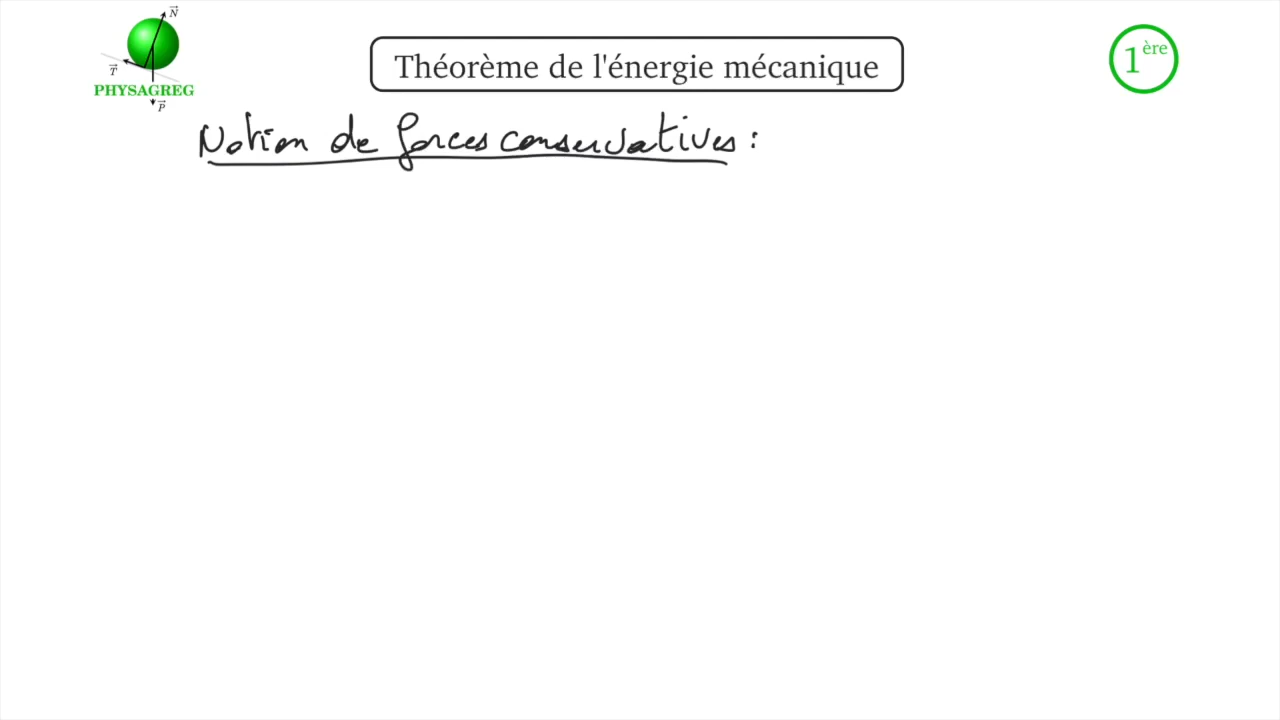 N⃗
T⃗
PHYSAGREG
P⃗
Théorème de l'énergie mécanique
1ère
Notion de forces conservatives :